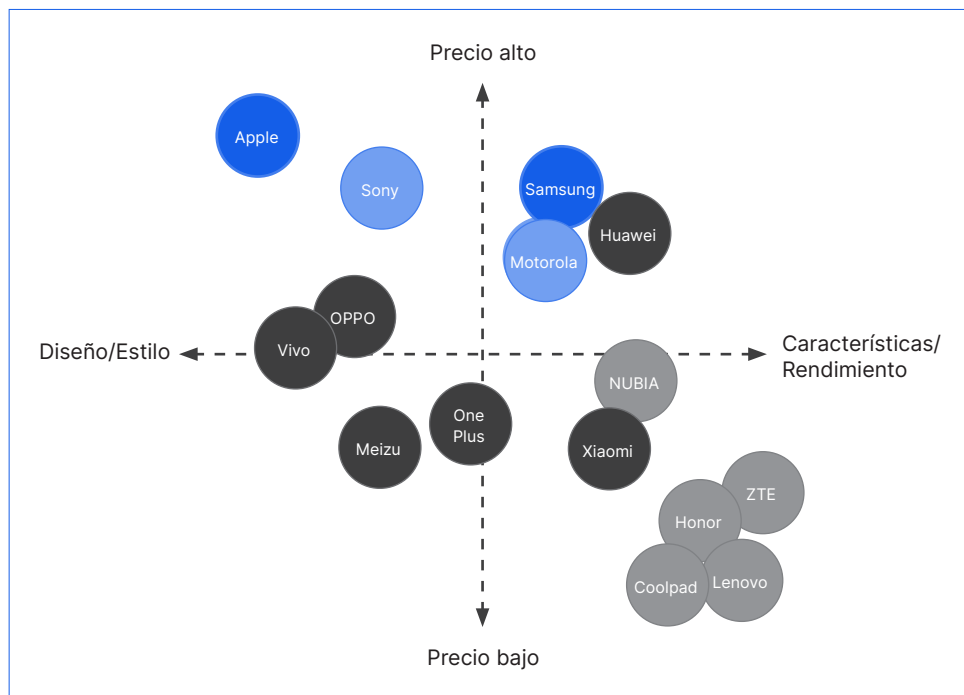 Precio alto
Apple
Sony
Samsung
Huawei
Motorola
OPPO
Vivo
Diseño/Estilo
Características/
Rendimiento
NUBIA
One
Plus
Meizu
Xiaomi
ZTE
Honor
Coolpad
Lenovo
Precio bajo